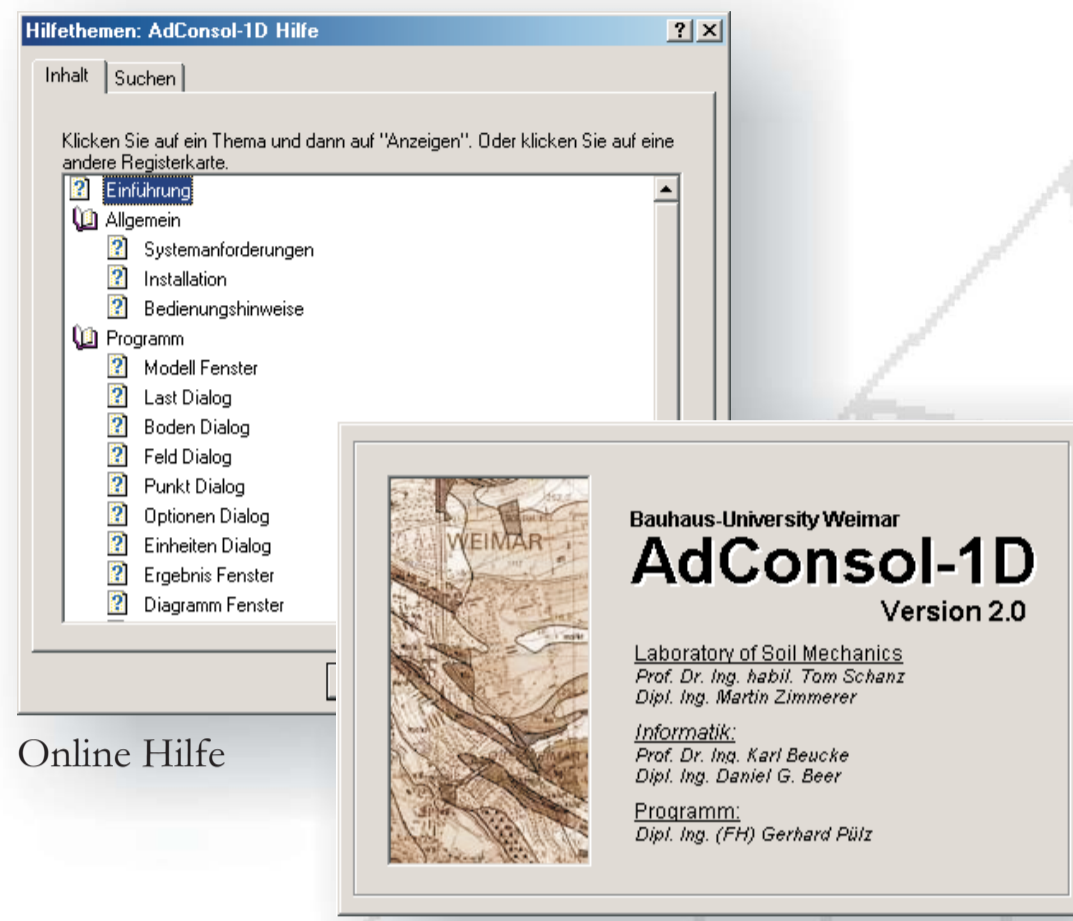 Hilfethemen: AdConsol-1D Hilfe
Inhalt
Suchen
Klicken Sie auf ein Thema und dann auf "Anzeigen". Oder klicken Sie auf eine
andere Registerkarte.
Einführung
Allgemein
Systemanforderungen
Installation
Bedienungshinweise
Programm
Modell Fenster
Last Dialog
Boden Dialog
Feld Dialog
Punkt Dialog
Optionen Dialog
Einheiten Dialog
Ergebnis Fenster
Diagramm Fenster
Online Hilfe
WEIMAR
Bauhaus-University Weimar
AdConsol-1D
Version 2.0
Laboratory of Soil Mechanics
Prof. Dr. Ing. habil. Tom Schanz
Dipl. Ing. Martin Zimmerer
Informatik:
Prof. Dr. Ing. Karl Beucke
Dipl. Ing. Daniel G. Beer
Programm:
Dipl. Ing. (FH) Gerhard Pülz